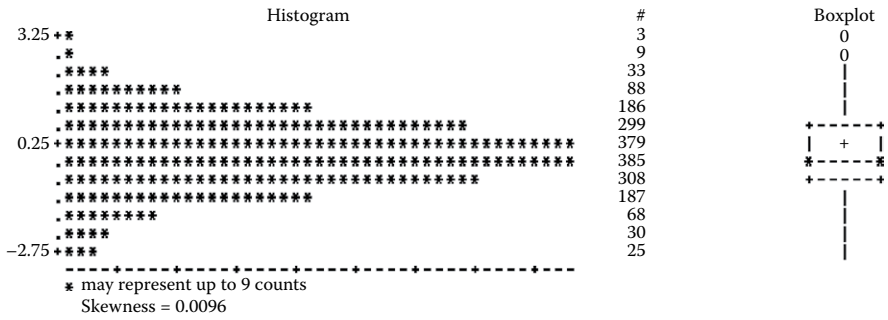 Histogram # Boxplot
3.25 +* 3 0
.* 9 0
.**** 33 |
.********** 88 |
.********************* 186 |
.********************************** 299 +-----+
0.25 +******************************************* 379 | + |
.******************************************* 385 *-----*
.*********************************** 308 +-----+
.********************* 187 |
.******** 68 |
.**** 30 |
−2.75 +*** 25 |
----+----+----+----+----+----+----+----+---
* may represent up to 9 counts
Skewness = 0.0096